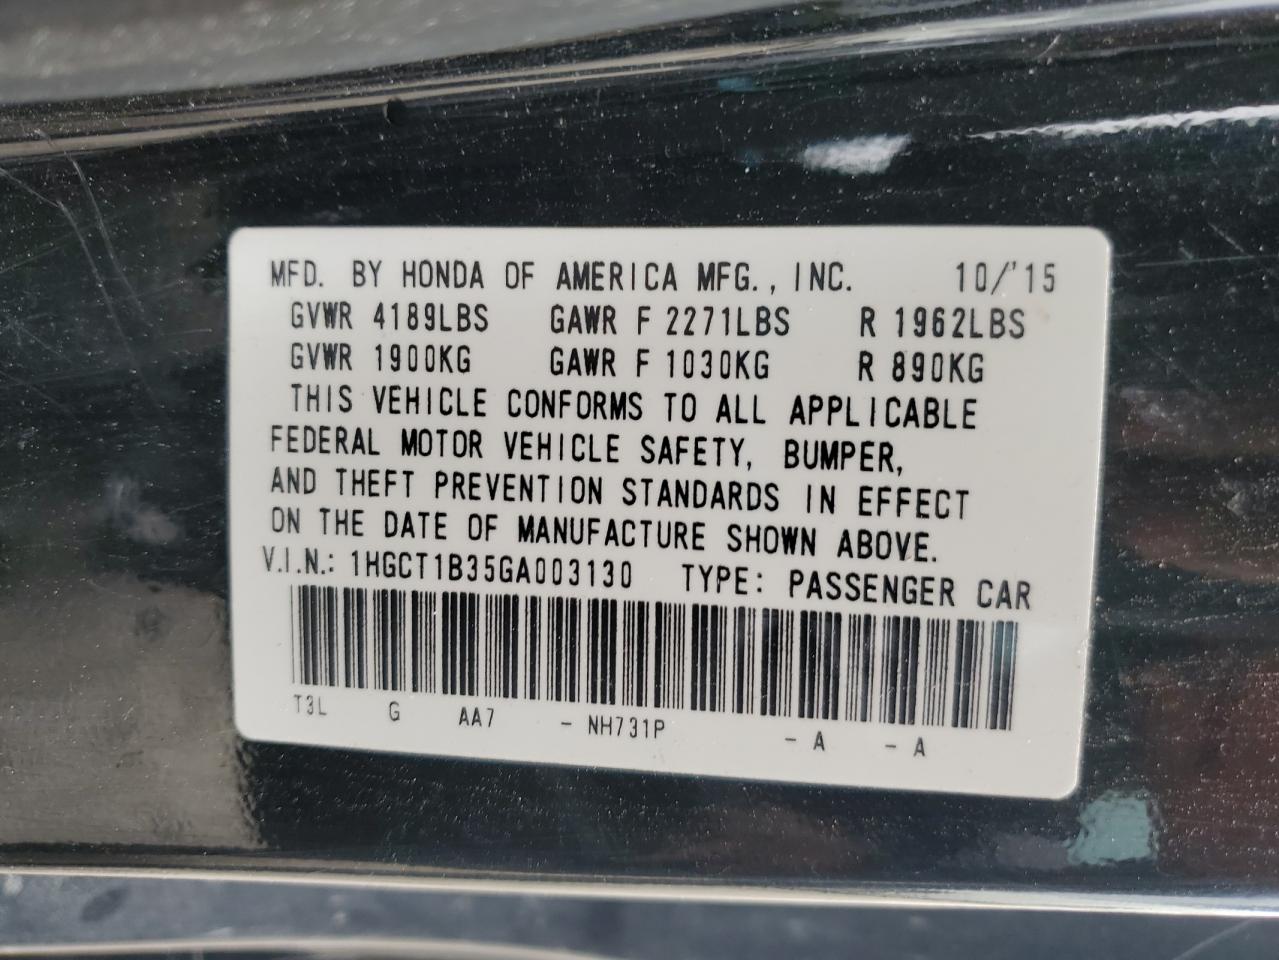 MFD. BY HONDA OF AMERICA MFG., INC. 10/'15
GVWR 4189LBS GAWR F 2271LBS R 1962LBS
GVWR 1900KG GAWR F 1030KG R 890KG
THIS VEHICLE CONFORMS TO ALL APPLICABLE
FEDERAL MOTOR VEHICLE SAFETY, BUMPER,
AND THEFT PREVENTION STANDARDS IN EFFECT
ON THE DATE OF MANUFACTURE SHOWN ABOVE.
V.I.N.: 1HGCT1B35GA003130 TYPE: PASSENGER CAR
T3L G AA7 - NH731P - A - A